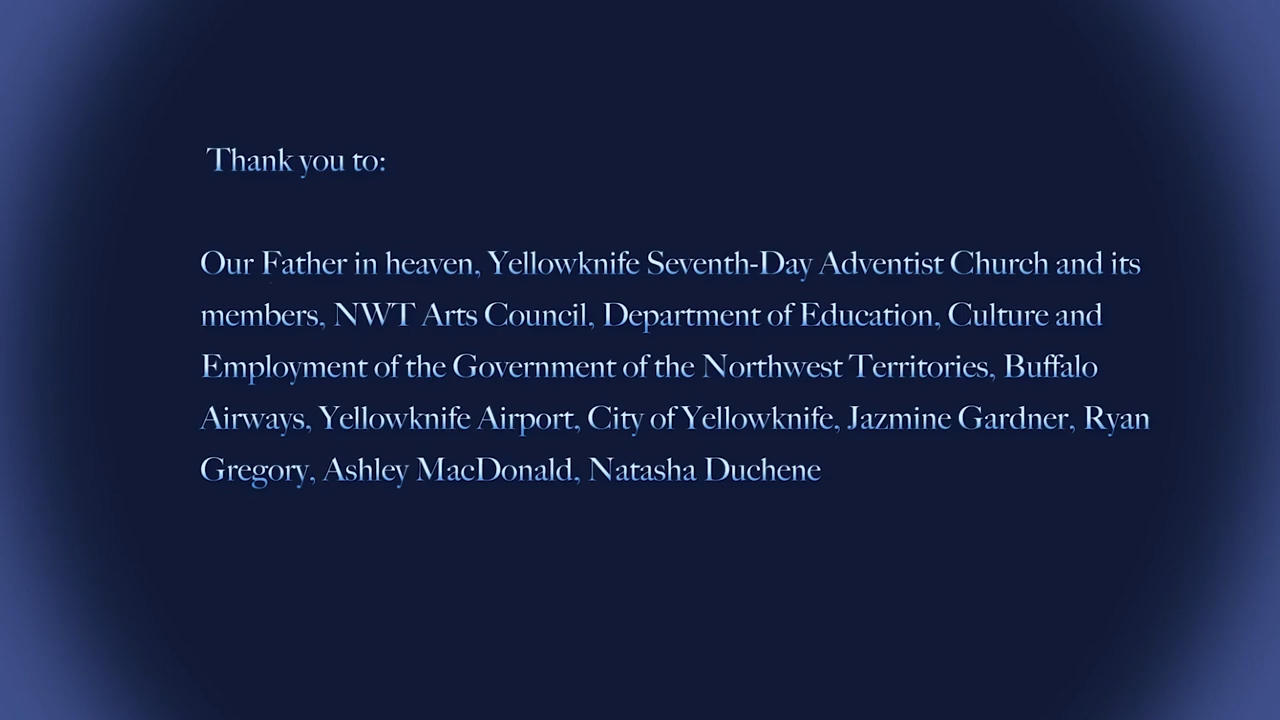 Thank you to:
Our Father in heaven, Yellowknife Seventh-Day Adventist Church and its
members, NWT Arts Council, Department of Education, Culture and
Employment of the Government of the Northwest Territories, Buffalo
Airways, Yellowknife Airport, City of Yellowknife, Jazmine Gardner, Ryan
Gregory, Ashley MacDonald, Natasha Duchene